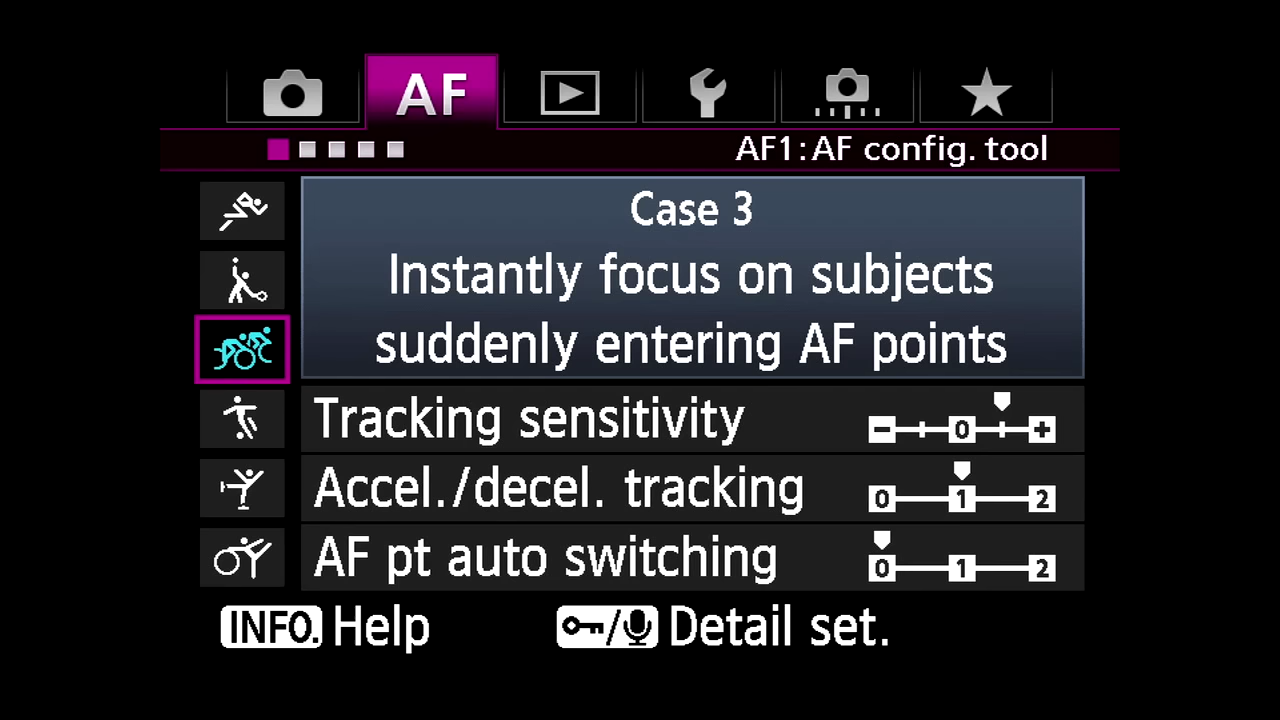 AF
AF1:AF config. tool
Case 3
Instantly focus on subjects
suddenly entering AF points
Tracking sensitivity
- 0 +
Accel./decel. tracking
0 1 2
AF pt auto switching
0 1 2
INFO. Help
/ Detail set.